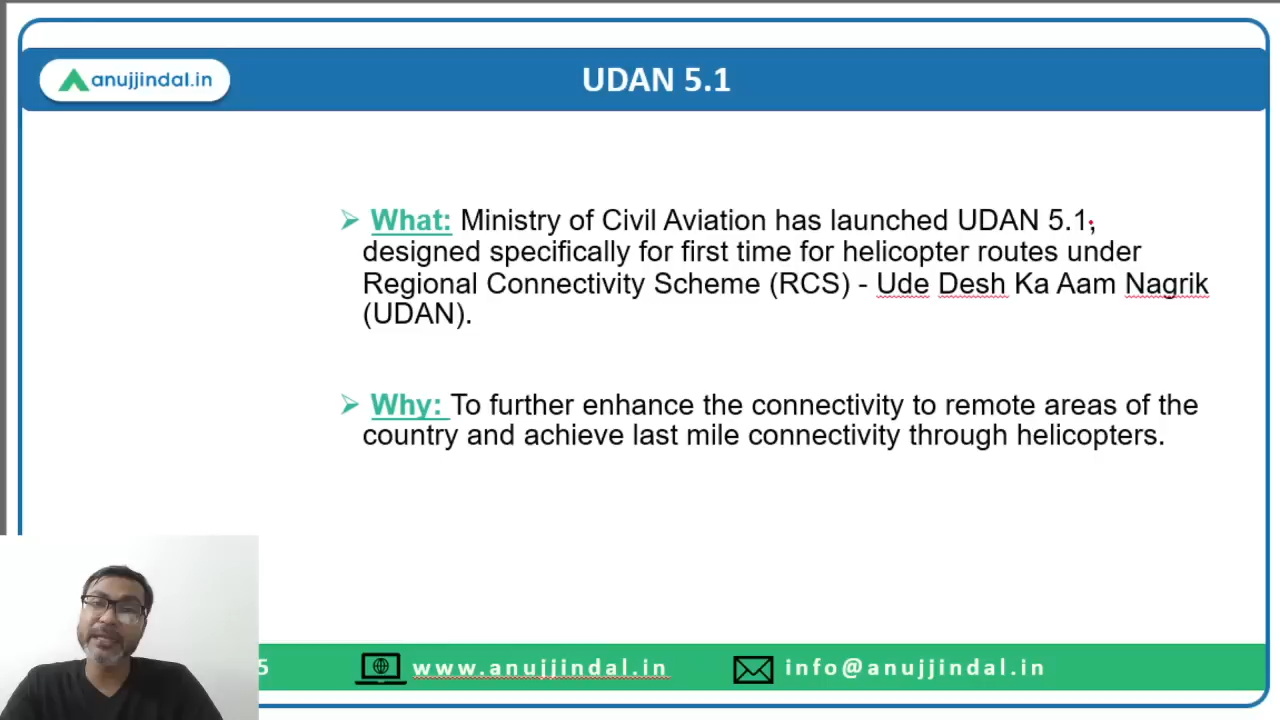 anujjindal.in
UDAN 5.1
What: Ministry of Civil Aviation has launched UDAN 5.1,
designed specifically for first time for helicopter routes under
Regional Connectivity Scheme (RCS) - Ude Desh Ka Aam Nagrik
(UDAN).
Why: To further enhance the connectivity to remote areas of the
country and achieve last mile connectivity through helicopters.
5 www.anujjindal.in info@anujjindal.in